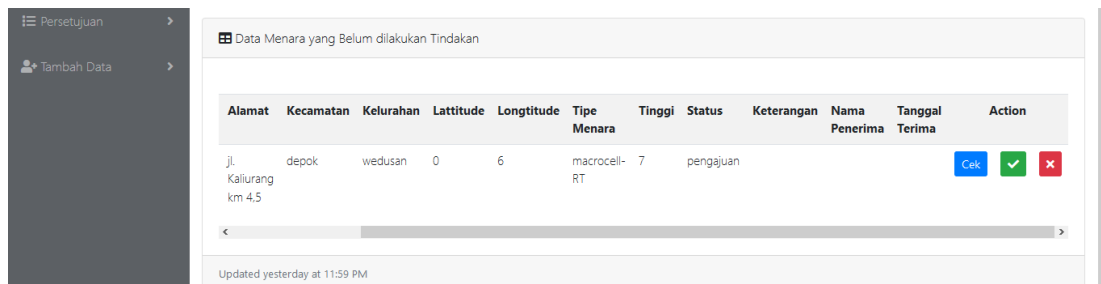 Persetujuan
Tambah Data
Data Menara yang Belum dilakukan Tindakan
Alamat Kecamatan Kelurahan Lattitude Longtitude Tipe Menara Tinggi Status Keterangan Nama Penerima Tanggal Terima Action
jl. Kaliurang km 4,5 depok wedusan 0 6 macrocell-RT 7 pengajuan Cek
Updated yesterday at 11:59 PM